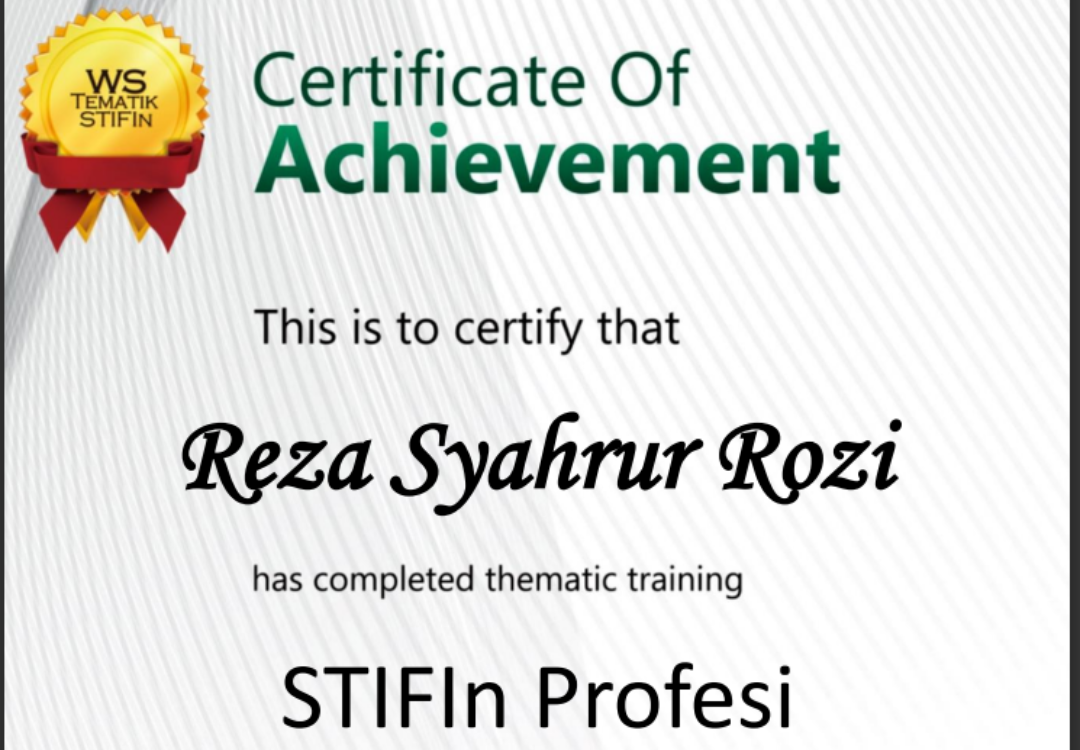 WS
TEMATIK
STIFIN
Certificate Of
Achievement
This is to certify that
Reza Syahrur Rozi
has completed thematic training
STIFIn Profesi